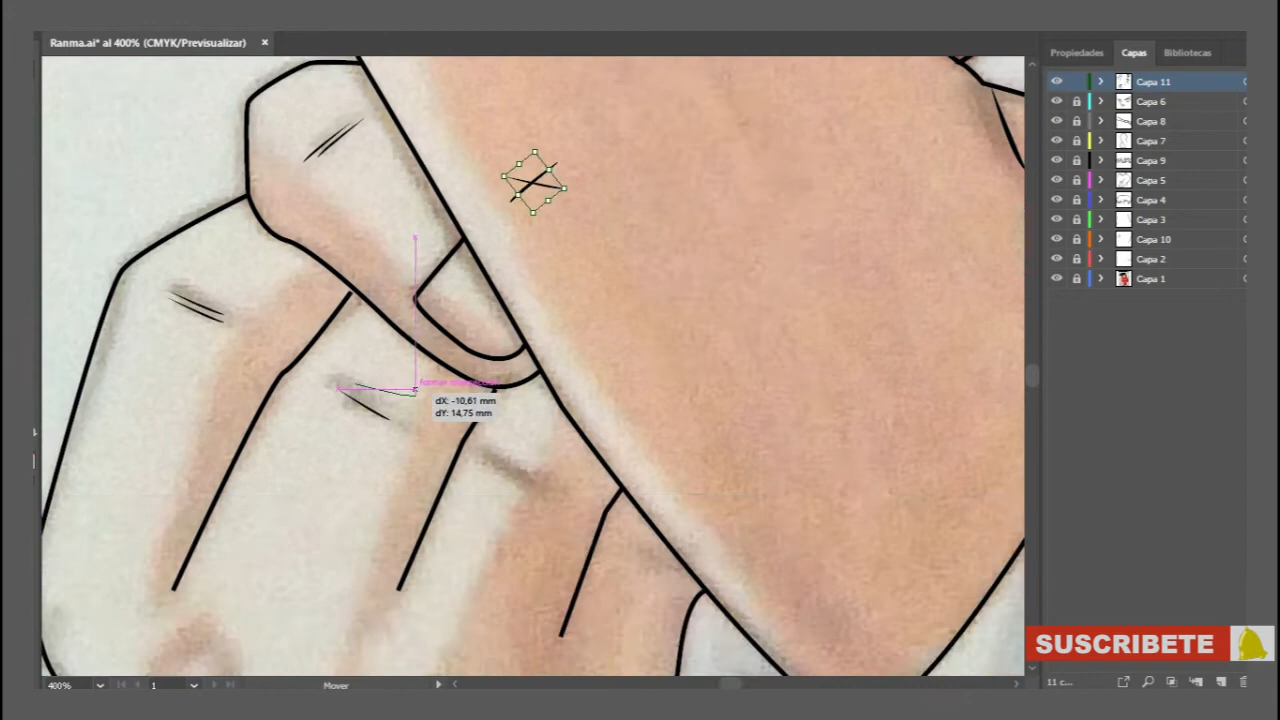 Ranma.ai* al 400% (CMYK/Previsualizar) ×
Propiedades Capas Bibliotecas
Capa 11
Capa 6
Capa 8
Capa 7
Capa 9
Capa 5
Capa 4
Capa 3
Capa 10
Capa 2
Capa 1
dX: -10,61 mm
dY: 14,75 mm
SUSCRIBETE
400% 1 Mover
11 c...